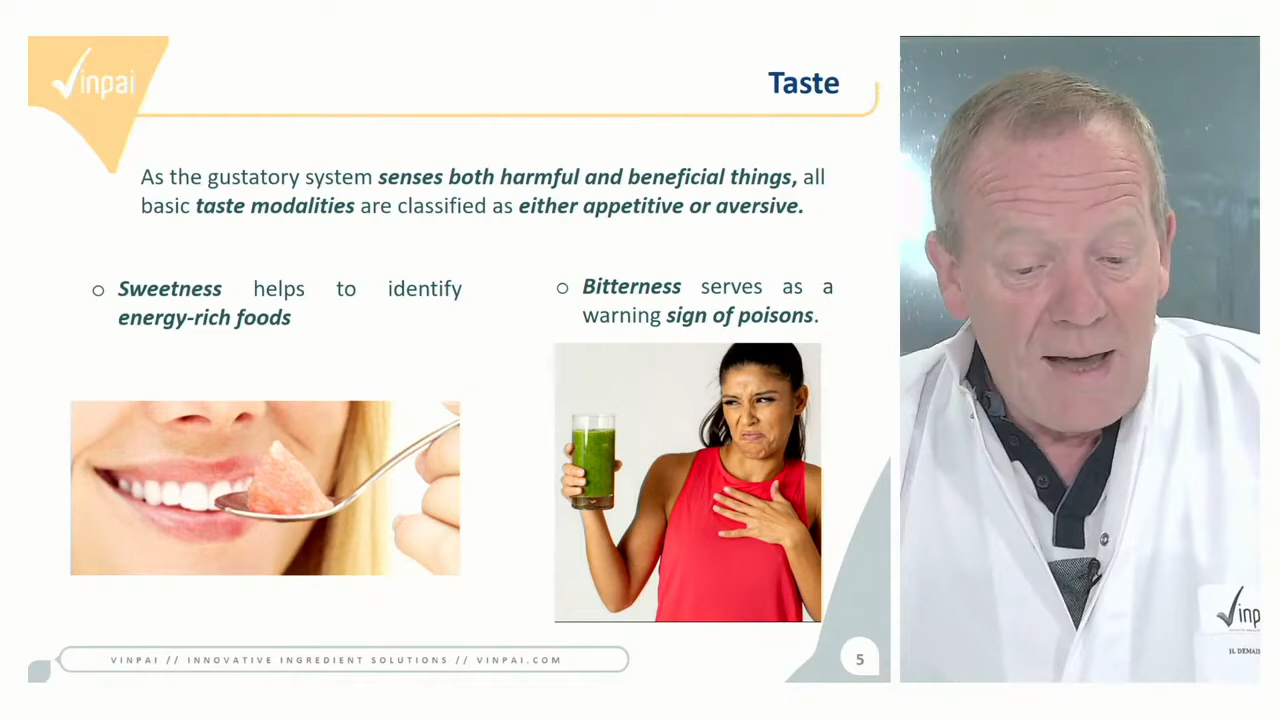 Vinpai
Taste
As the gustatory system senses both harmful and beneficial things, all
basic taste modalities are classified as either appetitive or aversive.
o Sweetness helps to identify
energy-rich foods
o Bitterness serves as a
warning sign of poisons.
VINPAI // INNOVATIVE INGREDIENT SOLUTIONS // VINPAI.COM
5
Vinp
H. DEMAIS